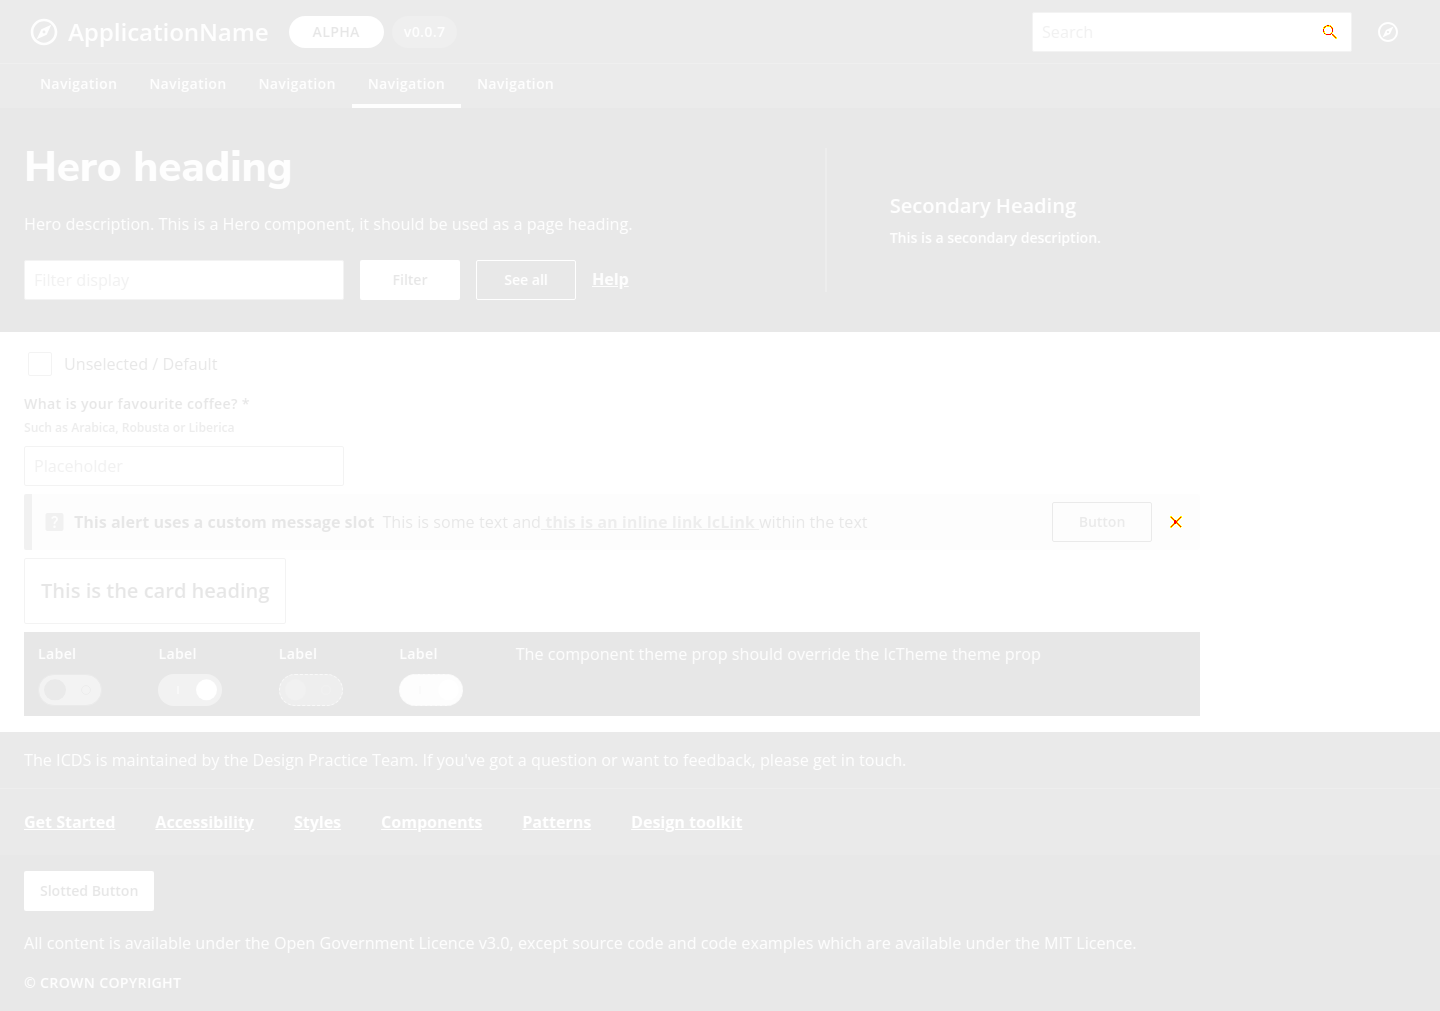 ApplicationName ALPHA v0.0.7 Search
Navigation Navigation Navigation Navigation Navigation
Hero heading
Hero description. This is a Hero component, it should be used as a page heading.
Filter display Filter See all Help
Secondary Heading
This is a secondary description.
Unselected / Default
What is your favourite coffee? *
Such as Arabica, Robusta or Liberica
Placeholder
This alert uses a custom message slot This is some text and this is an inline link IcLink within the text Button
This is the card heading
Label Label Label Label The component theme prop should override the IcTheme theme prop
The ICDS is maintained by the Design Practice Team. If you've got a question or want to feedback, please get in touch.
Get Started Accessibility Styles Components Patterns Design toolkit
Slotted Button
All content is available under the Open Government Licence v3.0, except source code and code examples which are available under the MIT Licence.
© CROWN COPYRIGHT